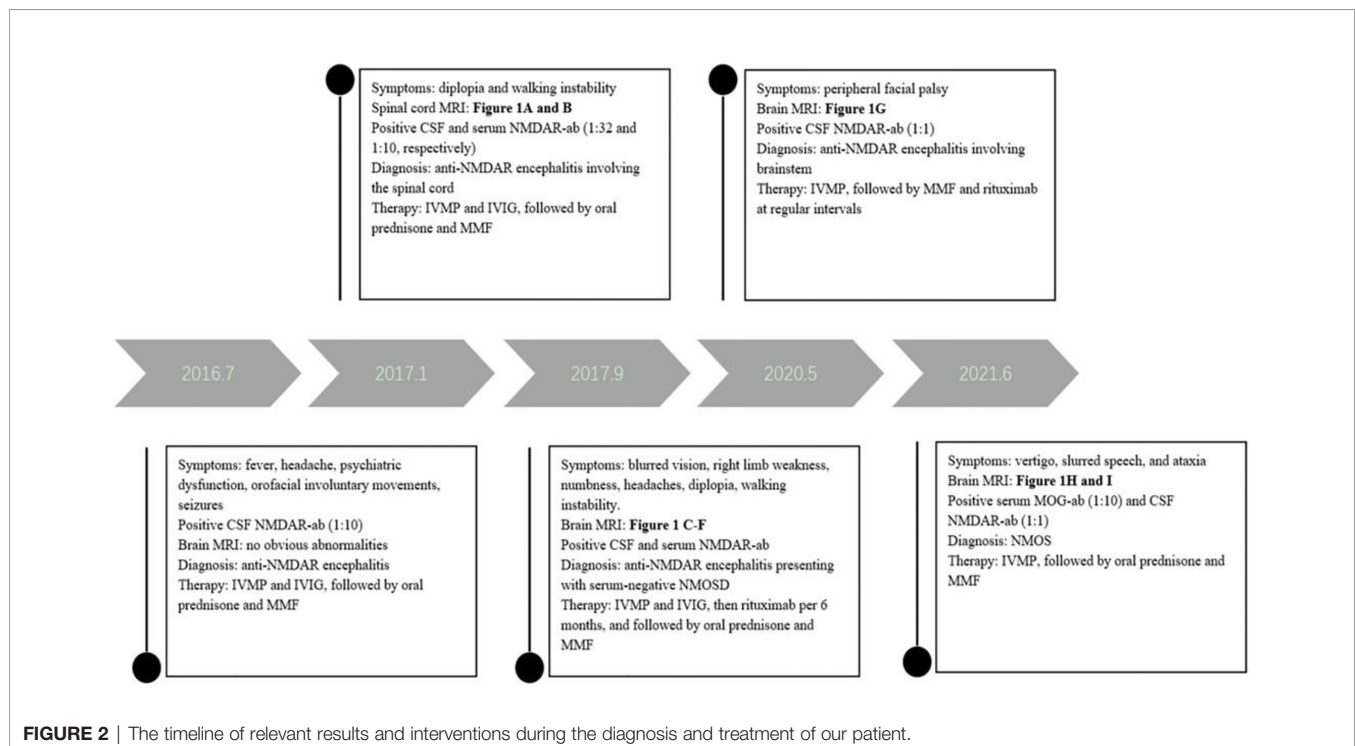 Symptoms: diplopia and walking instability
Spinal cord MRI: Figure 1A and B
Positive CSF and serum NMDAR-ab (1:32 and
1:10, respectively)
Diagnosis: anti-NMDAR encephalitis involving
the spinal cord
Therapy: IVMP and IVIG, followed by oral
prednisone and MMF
Symptoms: peripheral facial palsy
Brain MRI: Figure 1G
Positive CSF NMDAR-ab (1:1)
Diagnosis: anti-NMDAR encephalitis involving
brainstem
Therapy: IVMP, followed by MMF and rituximab
at regular intervals
2016.7
2017.1
2017.9
2020.5
2021.6
Symptoms: fever, headache, psychiatric
dysfunction, orofacial involuntary movements,
seizures
Positive CSF NMDAR-ab (1:10)
Brain MRI: no obvious abnormalities
Diagnosis: anti-NMDAR encephalitis
Therapy: IVMP and IVIG, followed by oral
prednisone and MMF
Symptoms: blurred vision, right limb weakness,
numbness, headaches, diplopia, walking
instability.
Brain MRI: Figure 1 C-F
Positive CSF and serum NMDAR-ab
Diagnosis: anti-NMDAR encephalitis presenting
with serum-negative NMOSD
Therapy: IVMP and IVIG, then rituximab per 6
months, and followed by oral prednisone and
MMF
Symptoms: vertigo, slurred speech, and ataxia
Brain MRI: Figure 1H and I
Positive serum MOG-ab (1:10) and CSF
NMDAR-ab (1:1)
Diagnosis: NMOS
Therapy: IVMP, followed by oral prednisone and
MMF
FIGURE 2 | The timeline of relevant results and interventions during the diagnosis and treatment of our patient.